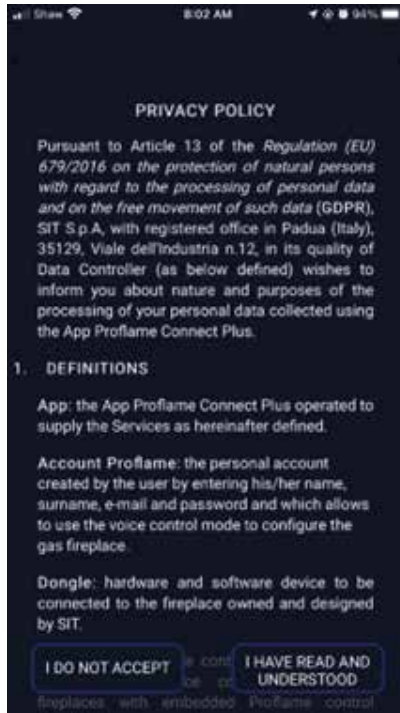 Shaw
8:02 AM
94%
PRIVACY POLICY
Pursuant to Article 13 of the Regulation (EU)
679/2016 on the protection of natural persons
with regard to the processing of personal data
and on the free movement of such data (GDPR),
SIT S.p.A, with registered office in Padua (Italy),
35129, Viale dell'Industria n.12, in its quality of
Data Controller (as below defined) wishes to
inform you about nature and purposes of the
processing of your personal data collected using
the App Proflame Connect Plus.
1. DEFINITIONS
App: the App Proflame Connect Plus operated to
supply the Services as hereinafter defined.
Account Proflame: the personal account
created by the user by entering his/her name,
surname, e-mail and password and which allows
to use the voice control mode to configure the
gas fireplace.
Dongle: hardware and software device to be
connected to the fireplace owned and designed
by SIT.
I DO NOT ACCEPT
I HAVE READ AND
UNDERSTOOD
fireplaces with embedded Proflame control